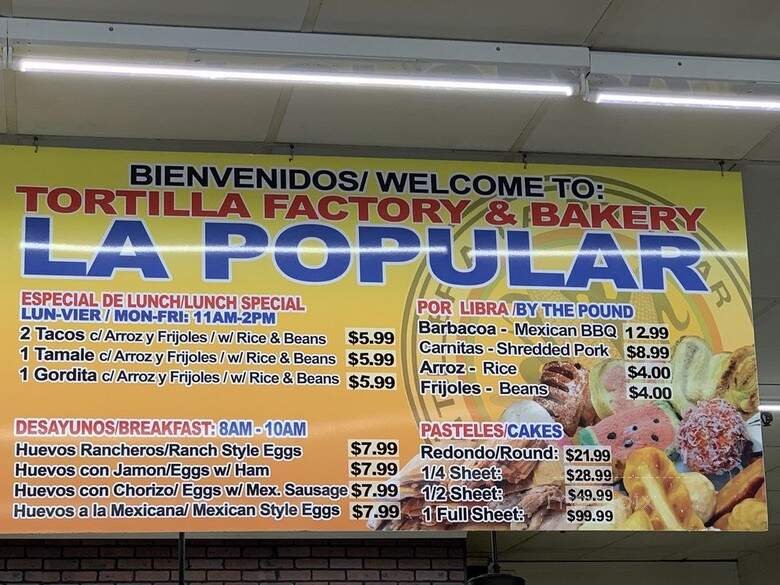 BIENVENIDOS/ WELCOME TO:
TORTILLA FACTORY & BAKERY
LA POPULAR
ESPECIAL DE LUNCH/LUNCH SPECIAL
LUN-VIER / MON-FRI: 11AM-2PM
2 Tacos c/ Arroz y Frijoles / w/ Rice & Beans $5.99
1 Tamale c/ Arroz y Frijoles / w/ Rice & Beans $5.99
1 Gordita c/ Arroz y Frijoles / w/ Rice & Beans $5.99
DESAYUNOS/BREAKFAST: 8AM - 10AM
Huevos Rancheros/Ranch Style Eggs $7.99
Huevos con Jamon/Eggs w/ Ham $7.99
Huevos con Chorizo/ Eggs w/ Mex. Sausage $7.99
Huevos a la Mexicana/ Mexican Style Eggs $7.99
POR LIBRA /BY THE POUND
Barbacoa - Mexican BBQ 12.99
Carnitas - Shredded Pork $8.99
Arroz - Rice $4.00
Frijoles - Beans $4.00
PASTELES/CAKES
Redondo/Round: $21.99
1/4 Sheet: $28.99
1/2 Sheet: $49.99
1 Full Sheet: $99.99